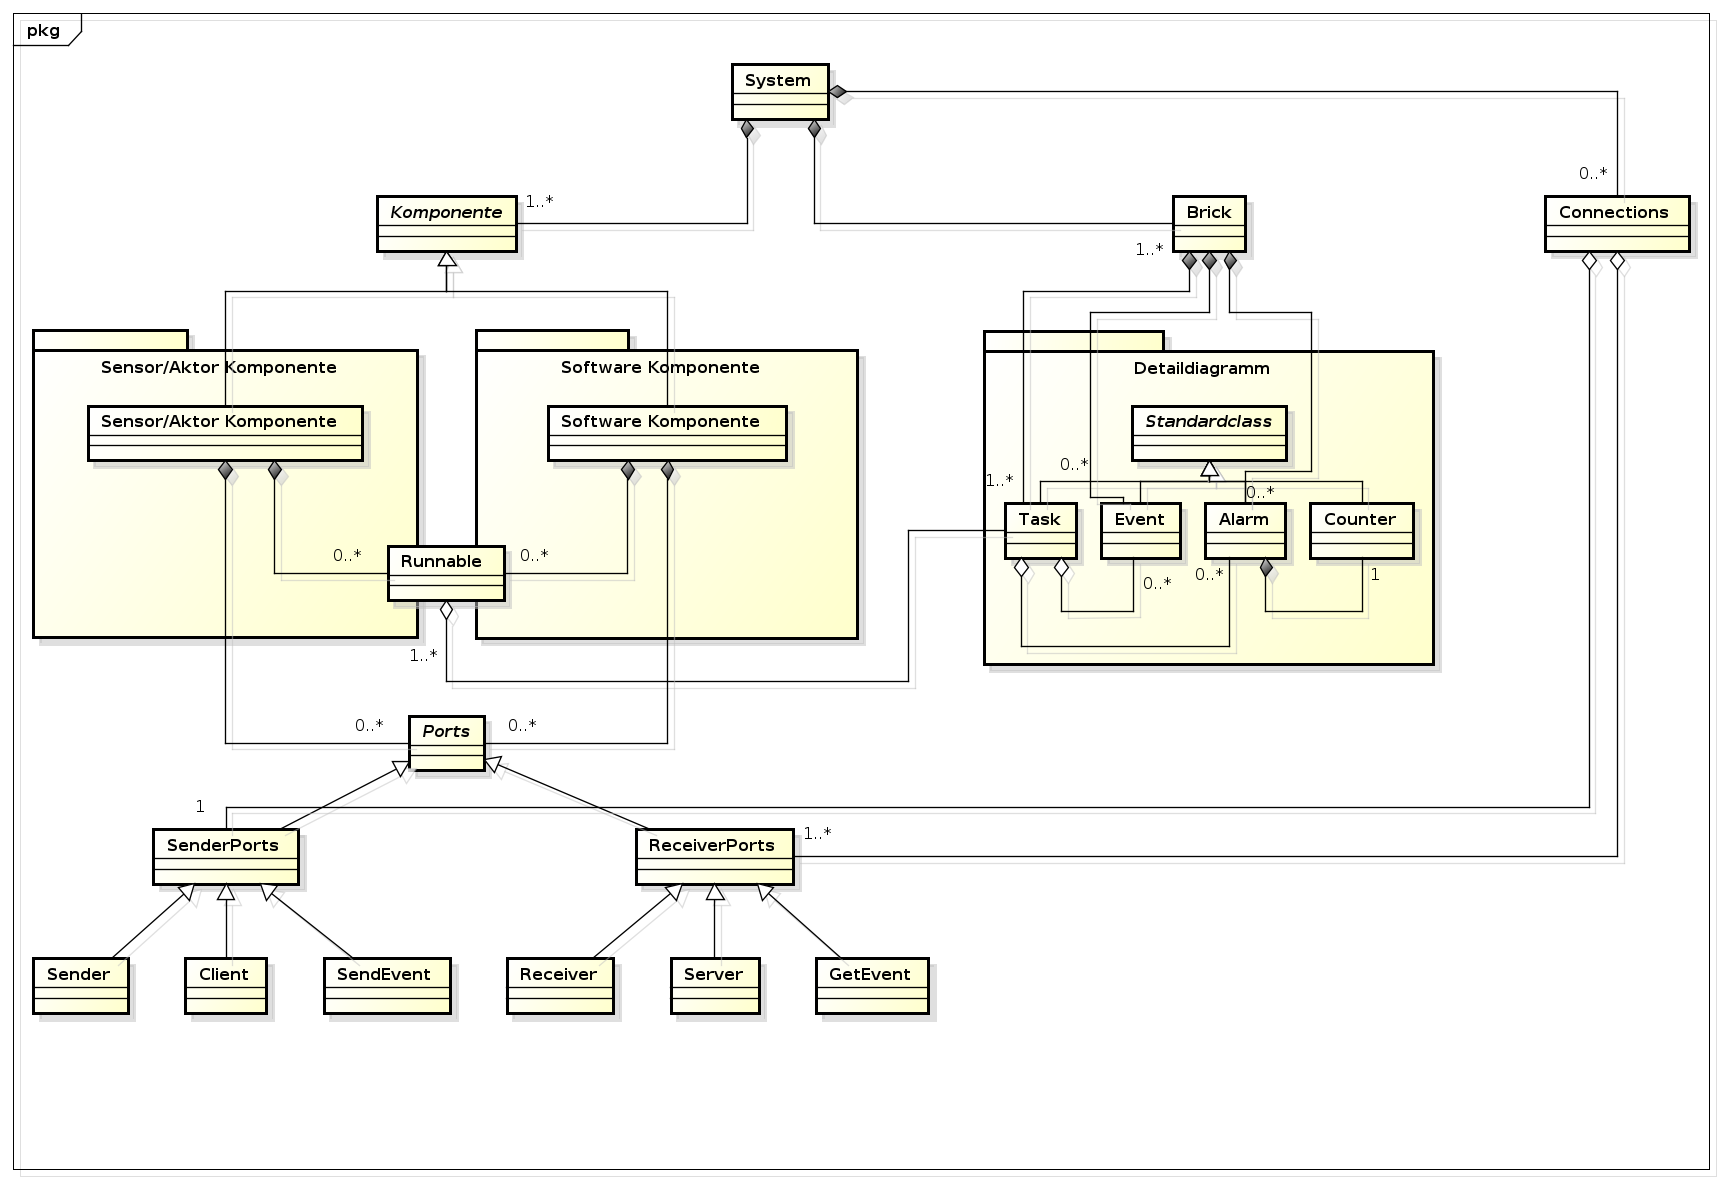 pkg
System
0..*
Komponente
1..*
Brick
1..*
Connections
Sensor/Aktor Komponente
Software Komponente
Detaildiagramm
Sensor/Aktor Komponente
Software Komponente
Standardclass
1..*
0..*
0..*
Task
Event
Alarm
Counter
0..*
Runnable
0..*
0..*
0..*
1
1..*
0..*
Ports
0..*
1
SenderPorts
ReceiverPorts
1..*
Sender
Client
SendEvent
Receiver
Server
GetEvent